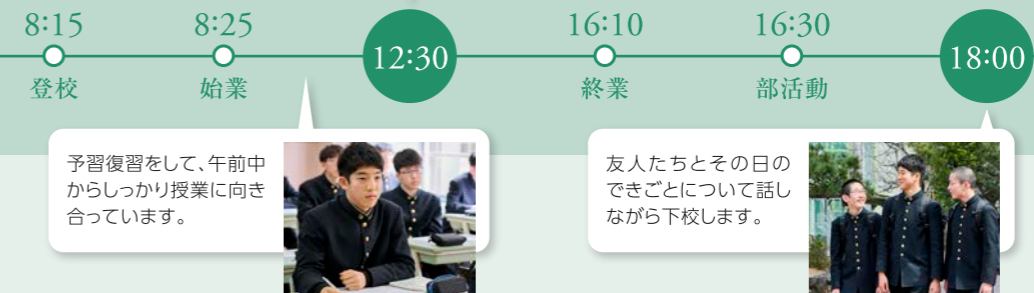 8:15
登校
8:25
始業
12:30
16:10
終業
16:30
部活動
18:00
予習復習をして、午前中
からしっかり授業に向き
合っています。
友人たちとその日の
できごとについて話し
ながら下校します。